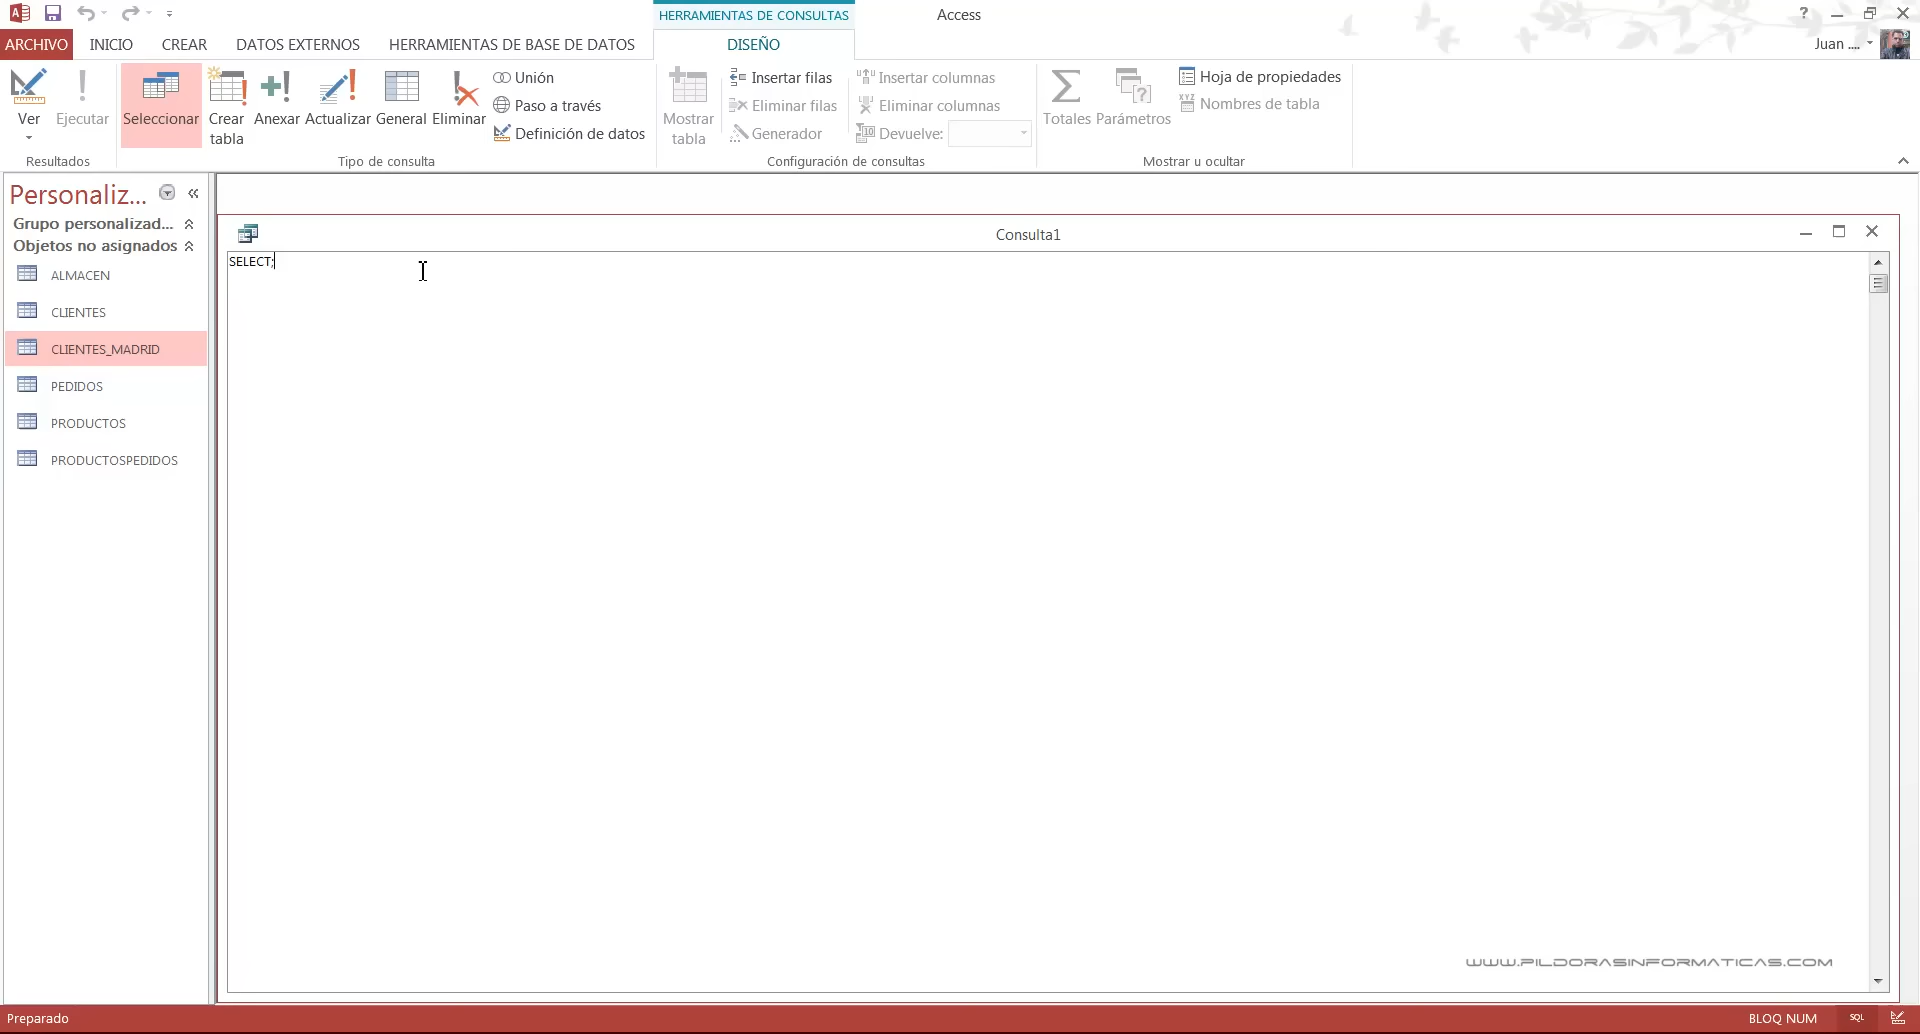 HERRAMIENTAS DE CONSULTAS
Access
?
ARCHIVO INICIO CREAR DATOS EXTERNOS HERRAMIENTAS DE BASE DE DATOS DISEÑO
Juan ....
Ver
Ejecutar
Resultados
Seleccionar
Crear
tabla
Anexar
Actualizar
General
Eliminar
Unión
Paso a través
Definición de datos
Tipo de consulta
Mostrar
tabla
Insertar filas
Eliminar filas
Generador
Insertar columnas
Eliminar columnas
Devuelve:
Configuración de consultas
Totales
Parámetros
Hoja de propiedades
Nombres de tabla
Mostrar u ocultar
Personaliz...
Grupo personalizad...
Objetos no asignados
ALMACEN
CLIENTES
CLIENTES_MADRID
PEDIDOS
PRODUCTOS
PRODUCTOSPEDIDOS
Consulta1
SELECT;
WWW.PILDORASINFORMATICAS.COM
Preparado
BLOQ NUM
SQL